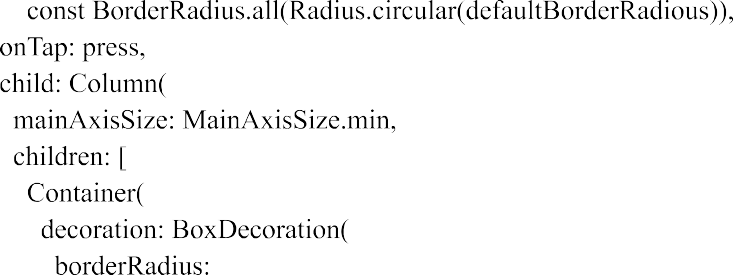 const BorderRadius.all(Radius.circular(defaultBorderRadious)),
onTap: press,
child: Column(
mainAxisSize: MainAxisSize.min,
children: [
Container(
decoration: BoxDecoration(
borderRadius: